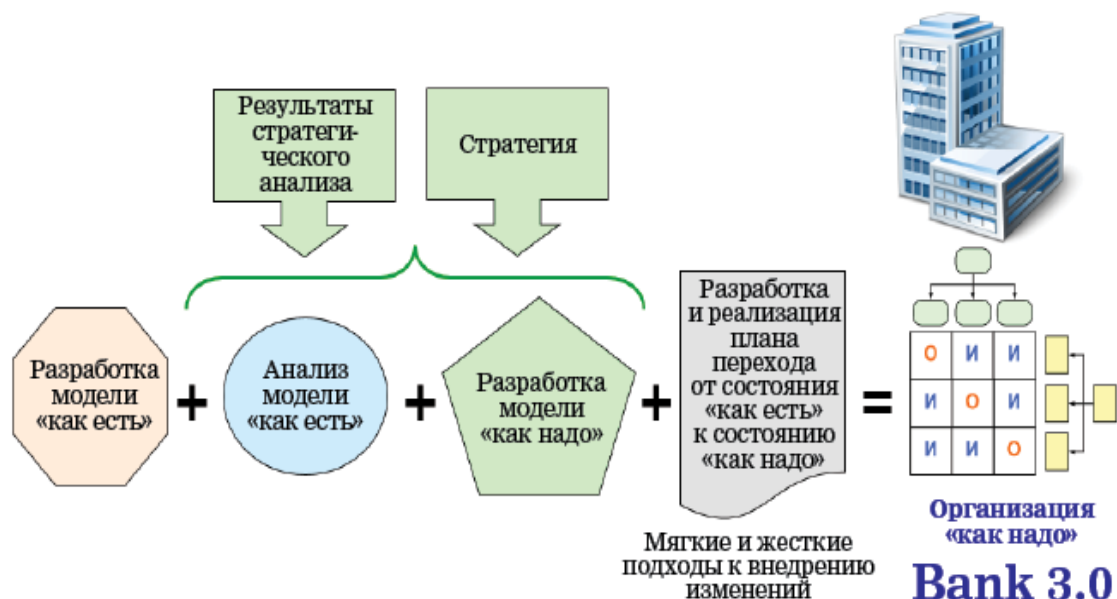 Результаты
стратеги-
ческого
анализа
Стратегия
Разработка
модели
«как есть»
+
Анализ
модели
«как есть»
+
Разработка
модели
«как надо»
+
Разработка
и реализация
плана
перехода
от состояния
«как есть»
к состоянию
«как надо»
=
О И И
И О И
И И О
Мягкие и жесткие
подходы к внедрению
изменений
Организация
«как надо»
Bank 3.0